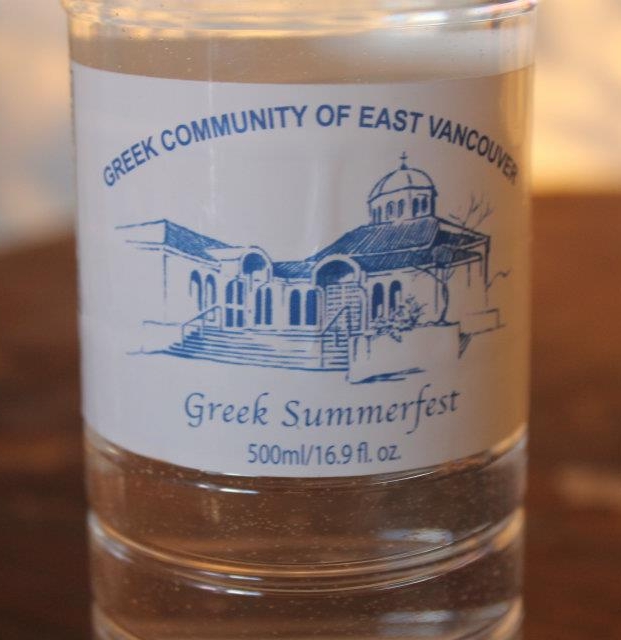 GREEK COMMUNITY OF EAST VANCOUVER
Greek Summerfest
500ml/16.9 fl. oz.